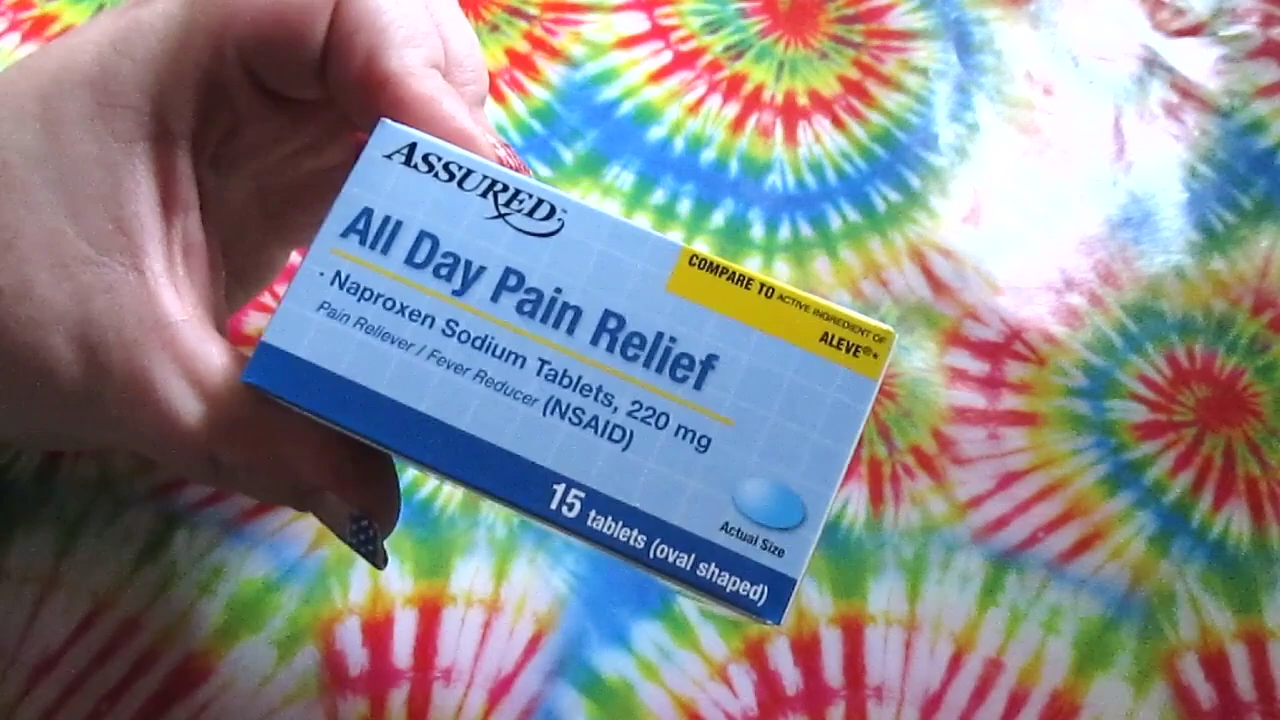 ASSURED™
All Day Pain Relief
· Naproxen Sodium Tablets, 220 mg
Pain Reliever / Fever Reducer (NSAID)
COMPARE TO ACTIVE INGREDIENT OF
ALEVE®*
Actual Size
15 tablets (oval shaped)